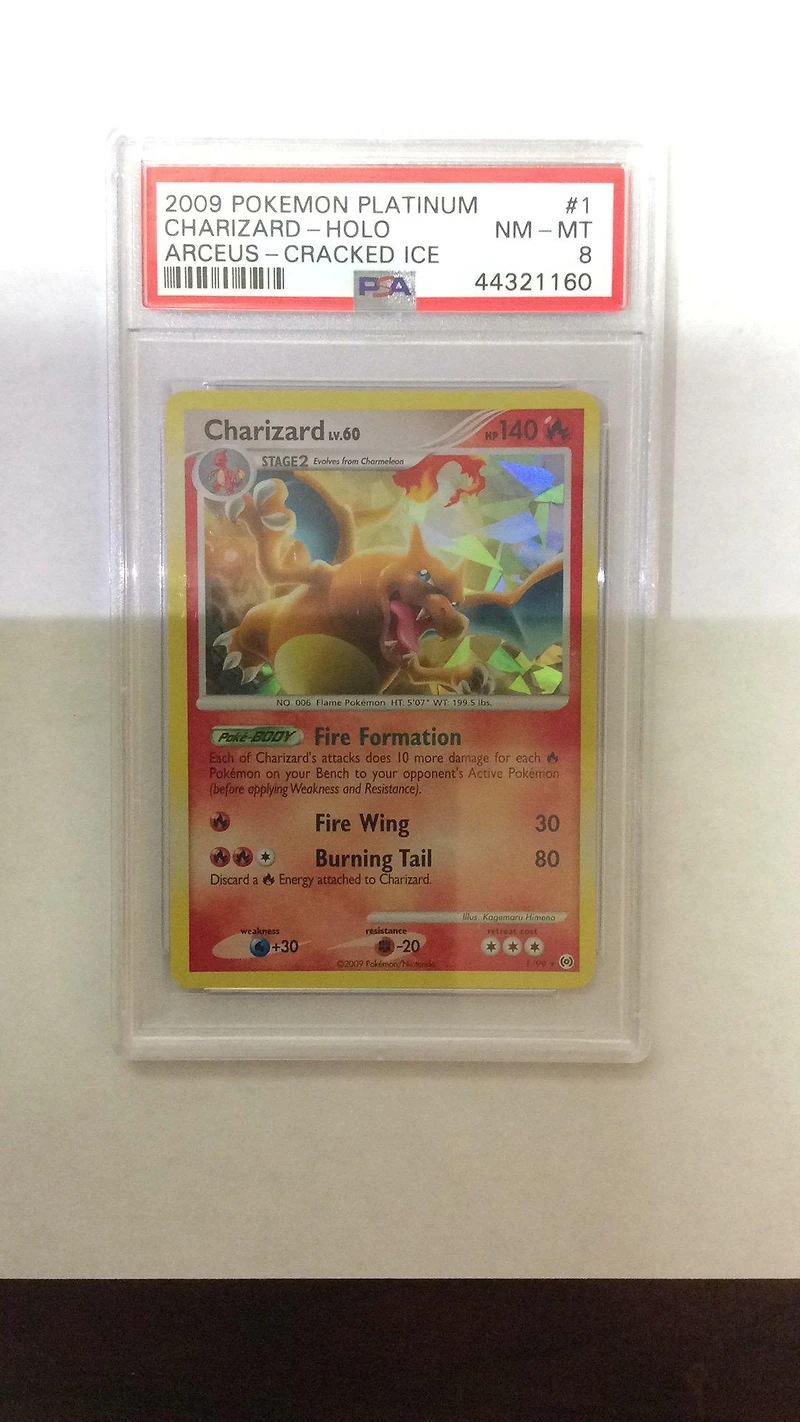 2009 POKEMON PLATINUM #1
CHARIZARD - HOLO NM - MT
ARCEUS - CRACKED ICE 8
PSA 44321160
Charizard LV.60 HP 140
STAGE2 Evolves from Charmeleon
NO. 006 Flame Pokémon HT: 5'07" WT: 199.5 lbs.
Poké-BODY Fire Formation
Each of Charizard's attacks does 10 more damage for each
Pokémon on your Bench to your opponent's Active Pokémon
(before applying Weakness and Resistance).
Fire Wing 30
Burning Tail 80
Discard a Energy attached to Charizard.
Illus. Kagemaru Himeno
weakness resistance retreat cost
+30 -20
©2009 Pokémon/Nintendo 1/99